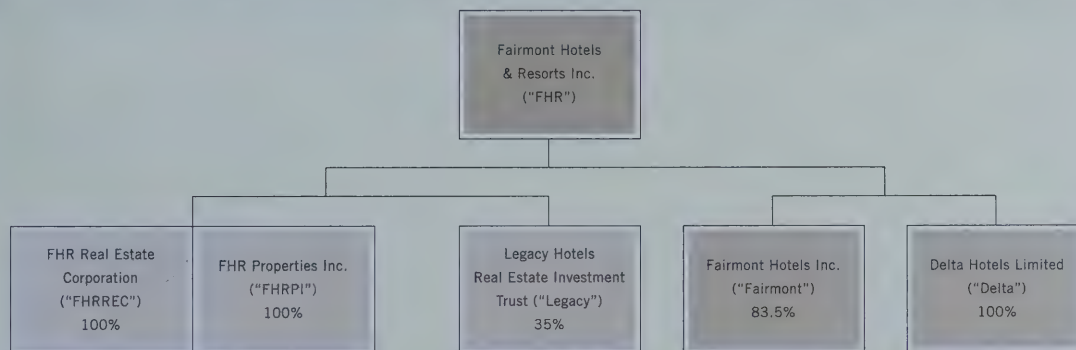 Fairmont Hotels
& Resorts Inc.
("FHR")
FHR Real Estate
Corporation
("FHRREC")
100%
FHR Properties Inc.
("FHRPI")
100%
Legacy Hotels
Real Estate Investment
Trust ("Legacy")
35%
Fairmont Hotels Inc.
("Fairmont")
83.5%
Delta Hotels Limited
("Delta")
100%